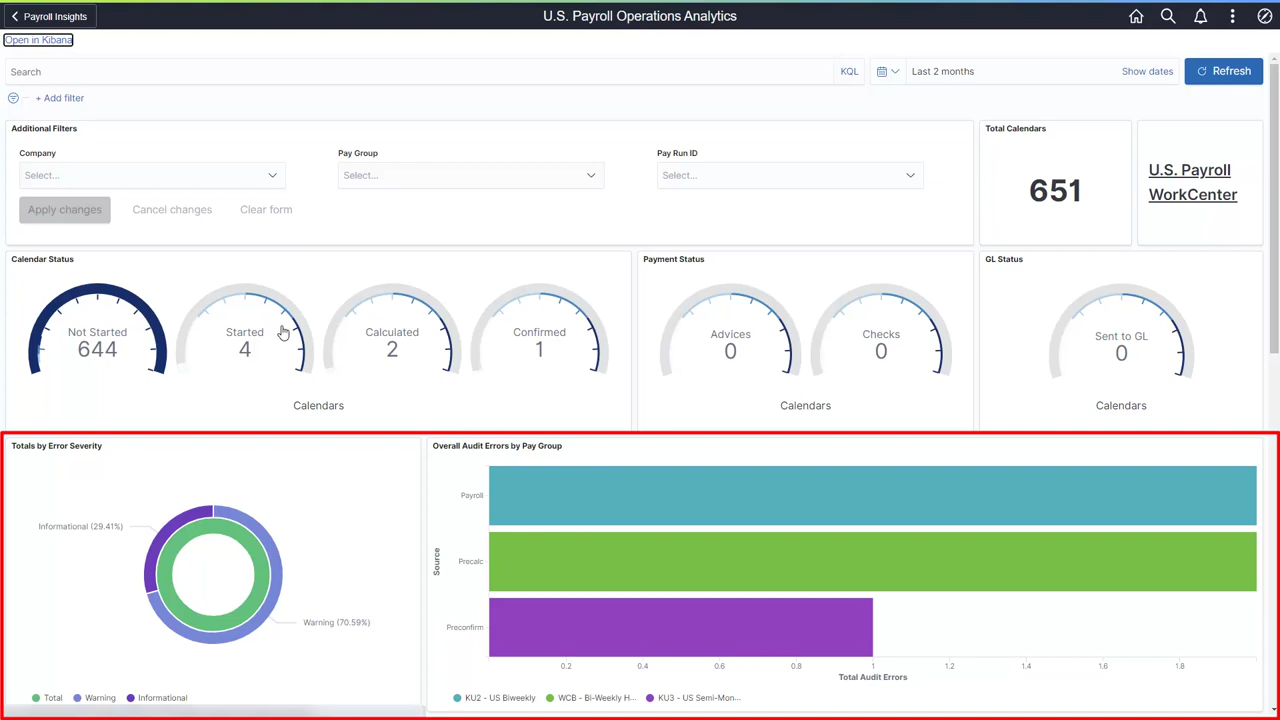 Payroll Insights
U.S. Payroll Operations Analytics
Open in Kibana
Search
KQL
Last 2 months
Show dates
Refresh
+ Add filter
Additional Filters
Company
Pay Group
Pay Run ID
Select...
Select...
Select...
Apply changes
Cancel changes
Clear form
Total Calendars
651
U.S. Payroll
WorkCenter
Calendar Status
Not Started
644
Started
4
Calculated
2
Confirmed
1
Calendars
Payment Status
Advices
0
Checks
0
Calendars
GL Status
Sent to GL
0
Calendars
Totals by Error Severity
Informational (29.41%)
Warning (70.59%)
Total
Warning
Informational
Overall Audit Errors by Pay Group
Source
Payroll
Precalc
Preconfirm
0.2 0.4 0.6 0.8 1 1.2 1.4 1.6 1.8
Total Audit Errors
KU2 - US Biweekly
WCB - Bi-Weekly H...
KU3 - US Semi-Mon...